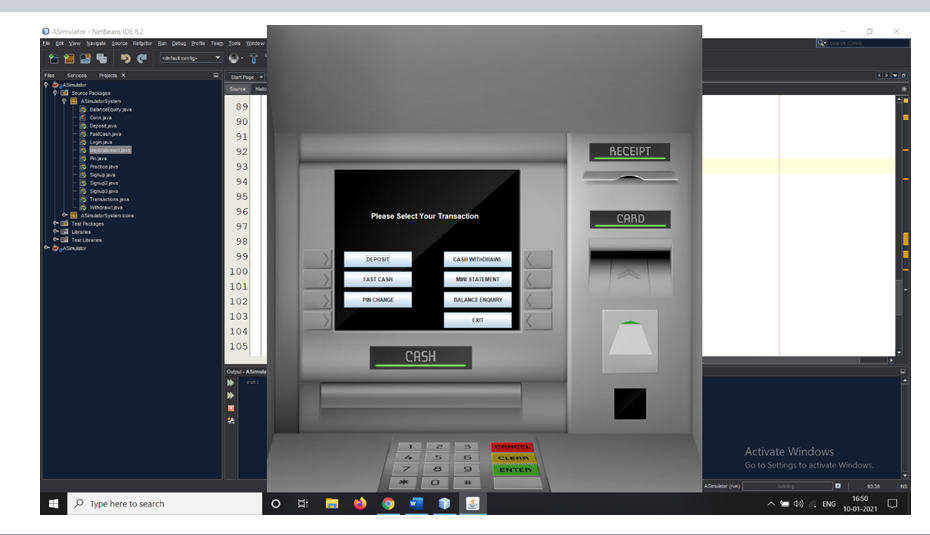 ASimulator - NetBeans IDE 8.2
File Edit View Navigate Source Refactor Run Debug Profile Team Tools Window
Search (Ctrl+I)
<default config>
Files Services Projects
Start Page
Source
ASimulator
Source Packages
ASimulatorSystem
BalanceEnquiry.java
Conn.java
Deposit.java
FastCash.java
Login.java
MiniStatement.java
Pin.java
Practice.java
Signup.java
Signup2.java
Signup3.java
Transactions.java
Withdrawl.java
ASimulatorSystem.icons
Test Packages
Libraries
Test Libraries
ASimulator
89
90
91
92
93
94
95
96
97
98
99
100
101
102
103
104
105
RECEIPT
CARD
Please Select Your Transaction
DEPOSIT
CASH WITHDRAWL
FAST CASH
MINI STATEMENT
PIN CHANGE
BALANCE ENQUIRY
EXIT
CASH
1 2 3 CANCEL
4 5 6 CLEAR
7 8 9 ENTER
* 0 #
Output - ASimula
run:
Activate Windows
Go to Settings to activate Windows.
ASimulator (run)
running...
93:38
INS
Type here to search
ENG
16:50
10-01-2021